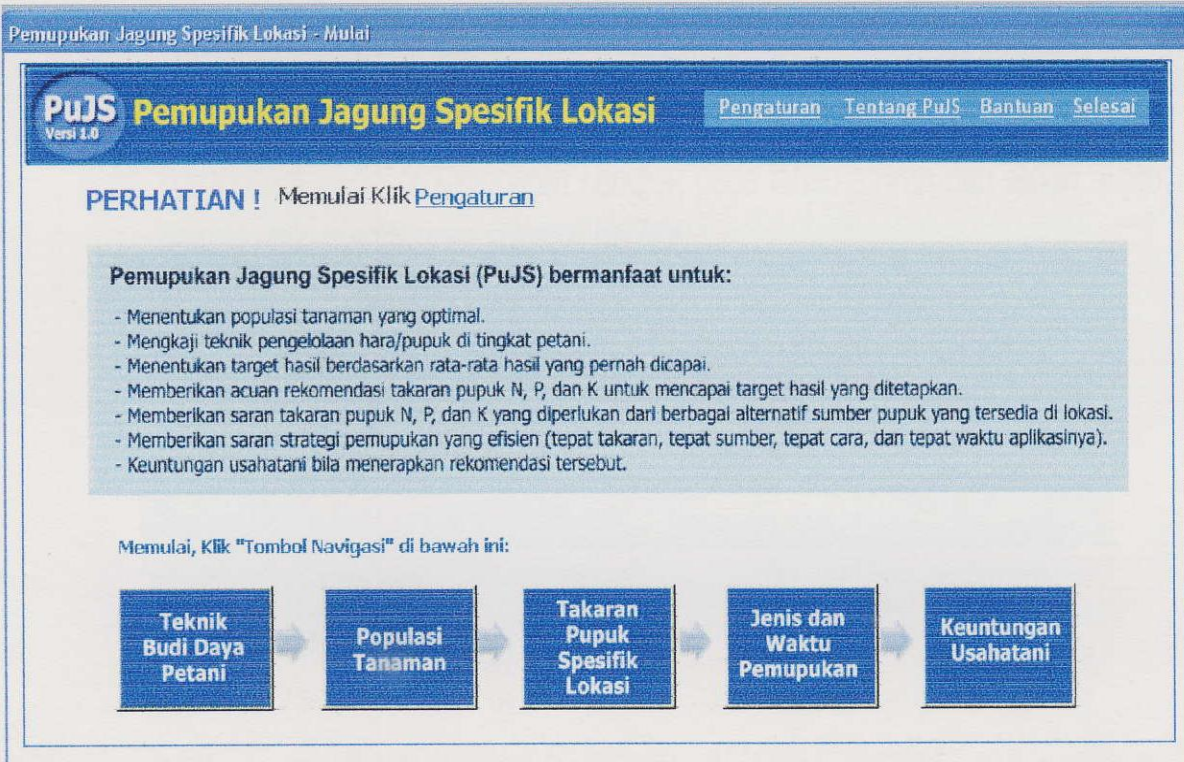 Pemupukan Jagung Spesifik Lokasi - Mulai
PuJS
Versi 1.0
Pemupukan Jagung Spesifik Lokasi
Pengaturan Tentang PuJS Bantuan Selesai
PERHATIAN ! Memulai Klik Pengaturan
Pemupukan Jagung Spesifik Lokasi (PuJS) bermanfaat untuk:
- Menentukan populasi tanaman yang optimal.
- Mengkaji teknik pengelolaan hara/pupuk di tingkat petani.
- Menentukan target hasil berdasarkan rata-rata hasil yang pernah dicapai.
- Memberikan acuan rekomendasi takaran pupuk N, P, dan K untuk mencapai target hasil yang ditetapkan.
- Memberikan saran takaran pupuk N, P, dan K yang diperlukan dari berbagai alternatif sumber pupuk yang tersedia di lokasi.
- Memberikan saran strategi pemupukan yang efisien (tepat takaran, tepat sumber, tepat cara, dan tepat waktu aplikasinya).
- Keuntungan usahatani bila menerapkan rekomendasi tersebut.
Memulai, Klik "Tombol Navigasi" di bawah ini:
Teknik
Budi Daya
Petani
Populasi
Tanaman
Takaran
Pupuk
Spesifik
Lokasi
Jenis dan
Waktu
Pemupukan
Keuntungan
Usahatani